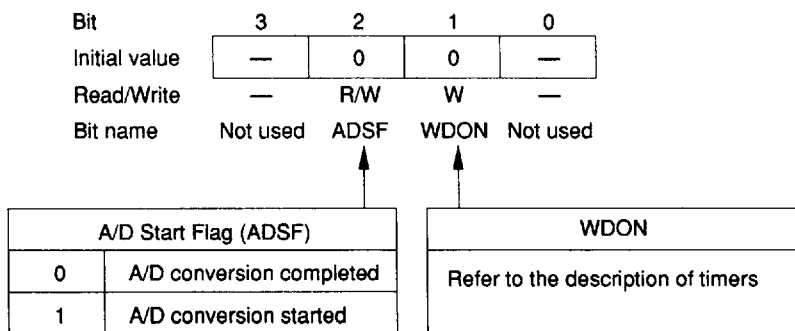 Bit 3 2 1 0
Initial value — 0 0 —
Read/Write — R/W W —
Bit name Not used ADSF WDON Not used
A/D Start Flag (ADSF)
0 A/D conversion completed
1 A/D conversion started
WDON
Refer to the description of timers